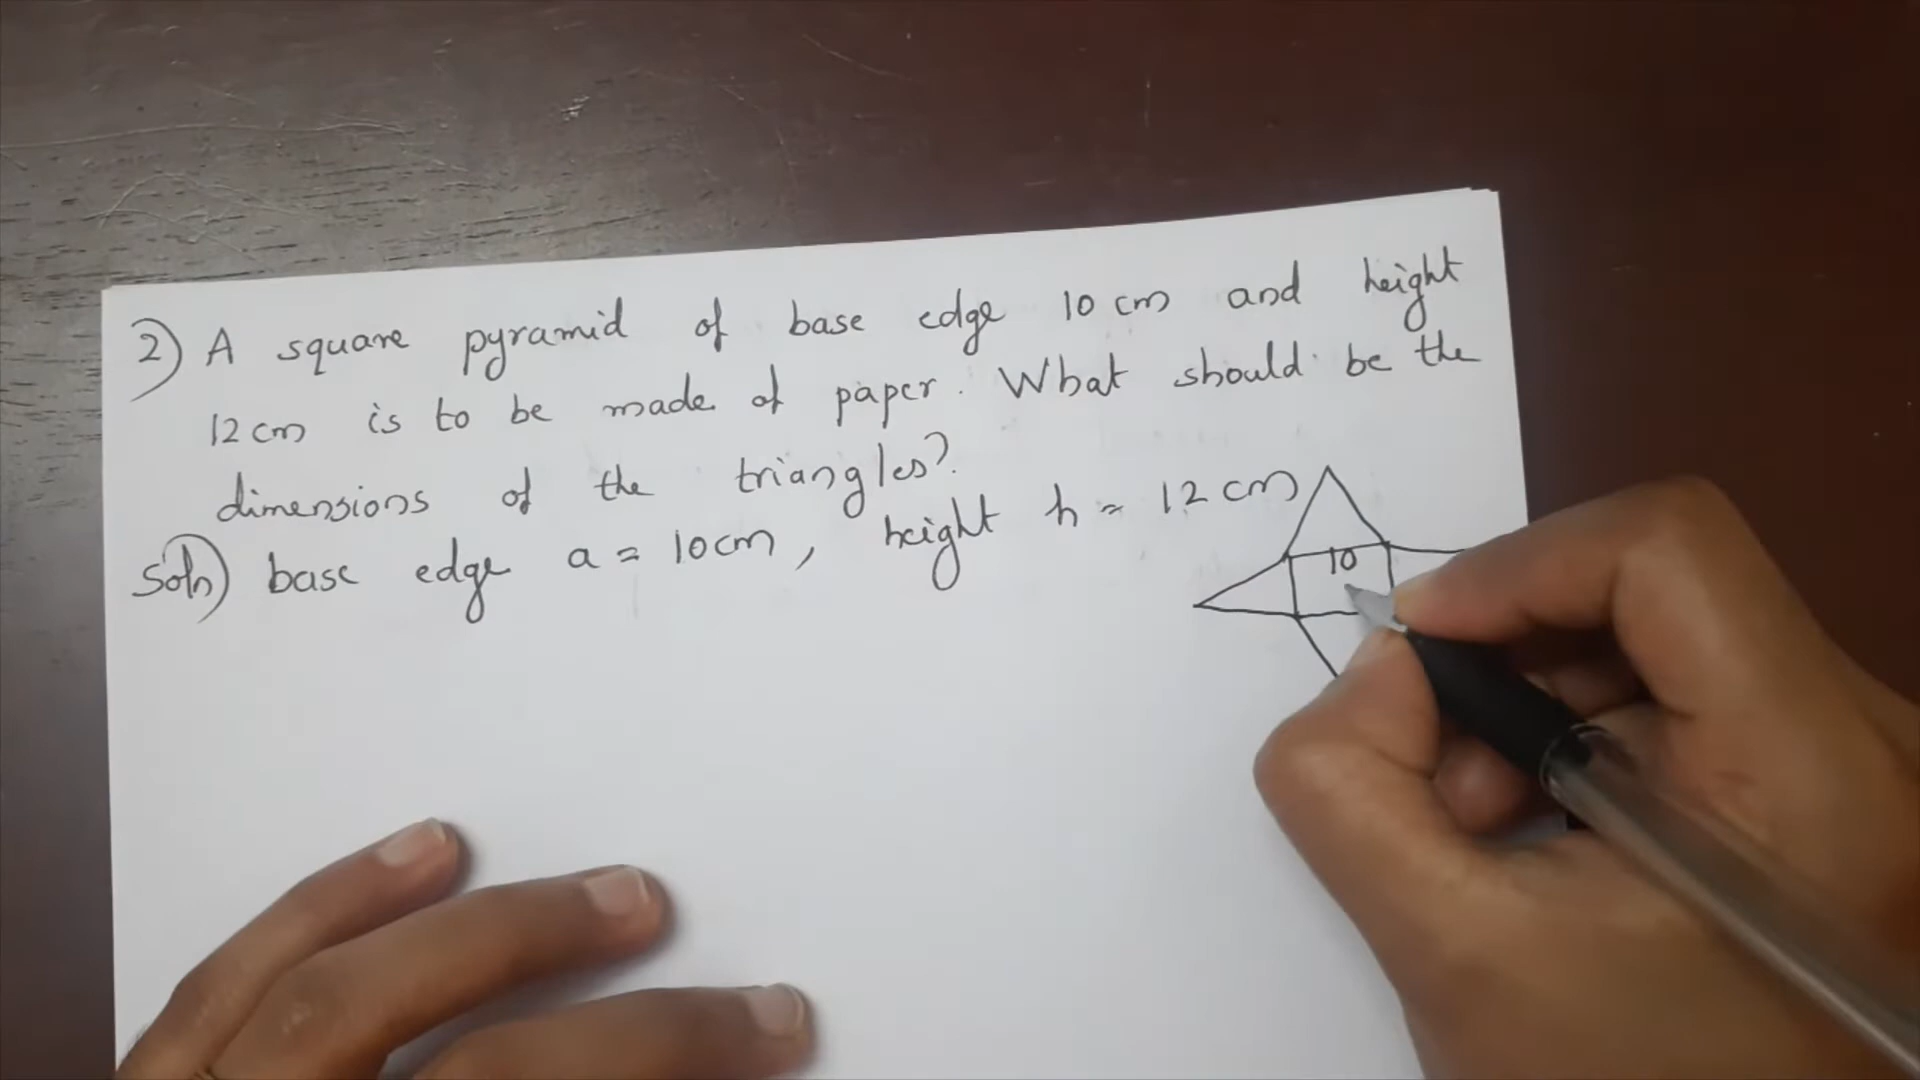 2) A square pyramid of base edge 10 cm and height
12 cm is to be made of paper. What should be the
dimensions of the triangles?
Soln) base edge a = 10cm, height h = 12 cm
10